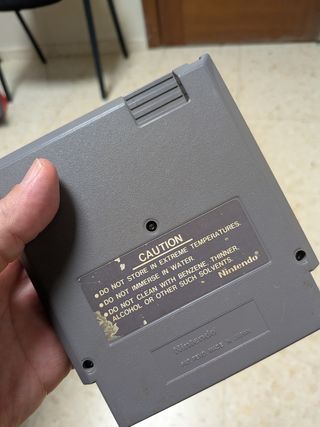 CAUTION
•DO NOT STORE IN EXTREME TEMPERATURES.
•DO NOT IMMERSE IN WATER.
•DO NOT CLEAN WITH BENZENE, THINNER,
ALCOHOL OR OTHER SUCH SOLVENTS.
Nintendo
Nintendo